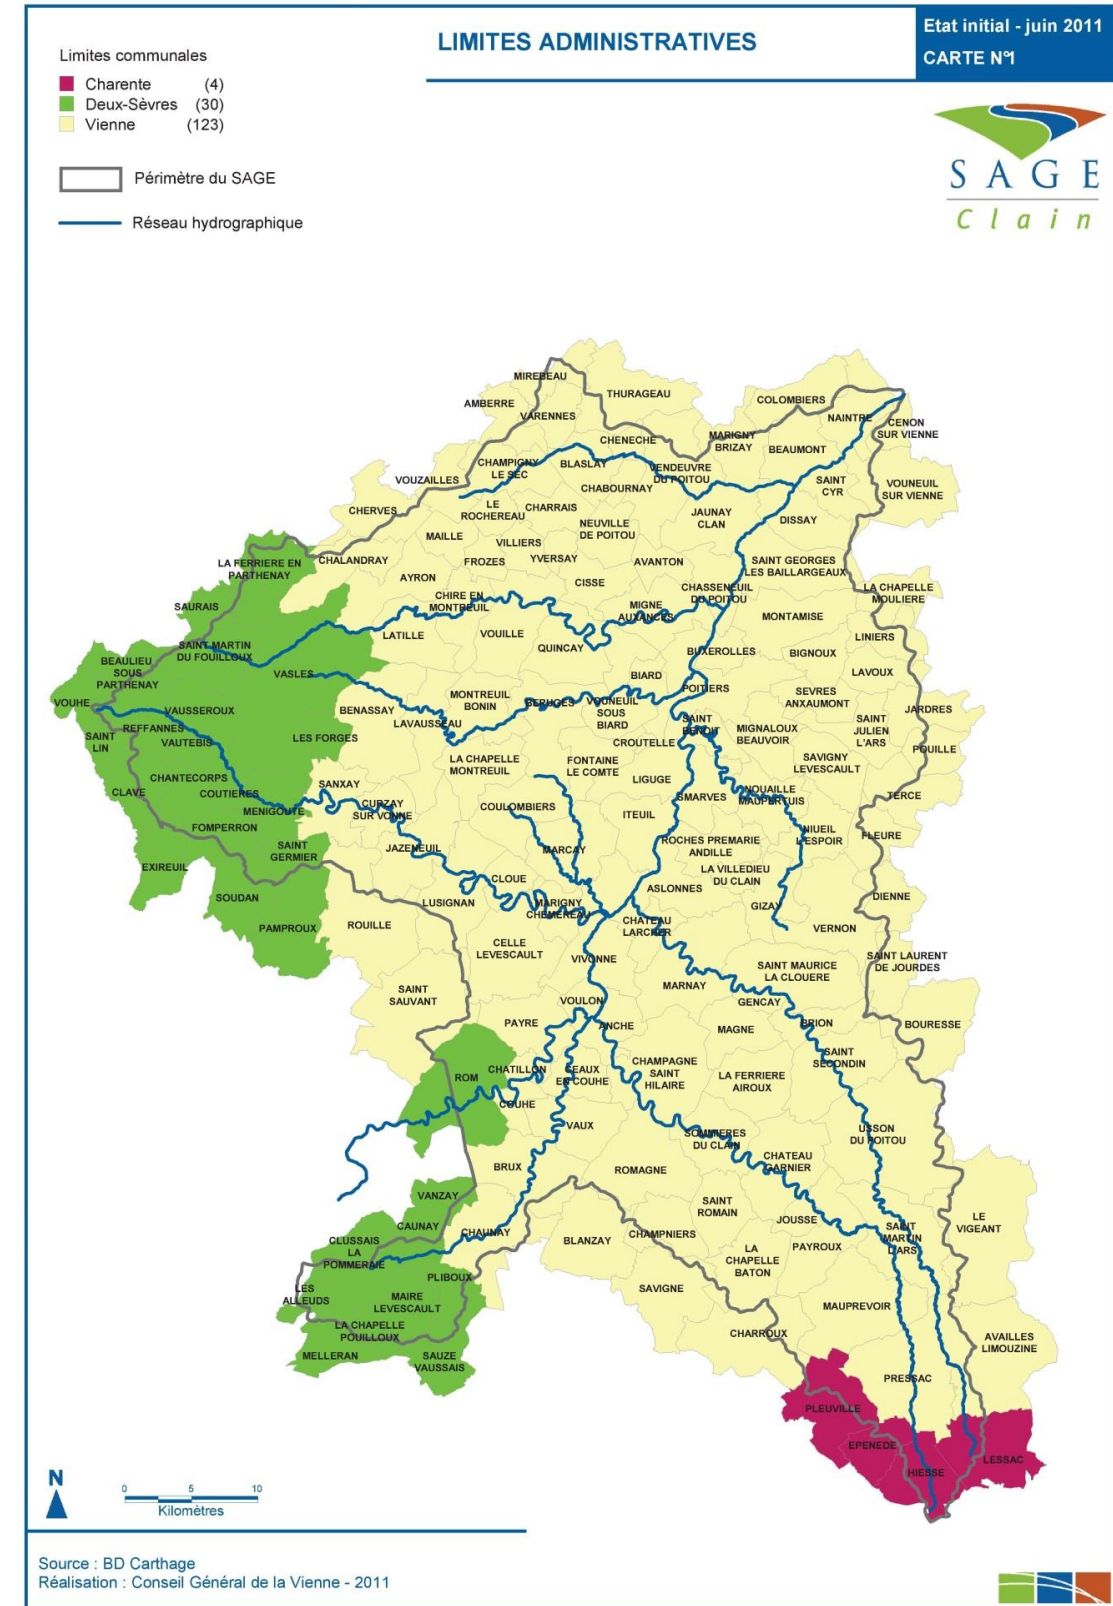 LIMITES ADMINISTRATIVES
Etat initial - juin 2011
CARTE N°1
Limites communales
Charente (4)
Deux-Sèvres (30)
Vienne (123)
Périmètre du SAGE
Réseau hydrographique
SAGE
Clain
MIREBEAU
THURAGEAU
COLOMBIERS
AMBERRE
VARENNES
NAINTRE
CENON
SUR VIENNE
CHENECHE
MARIGNY
BRIZAY
BEAUMONT
CHAMPIGNY
LE SEC
BLASLAY
VENDEUVRE
DU POITOU
VOUZAILLES
CHABOURNAY
SAINT
CYR
VOUNEUIL
SUR VIENNE
CHERVES
LE
ROCHEREAU
CHARRAIS
JAUNAY
CLAN
DISSAY
NEUVILLE
DE POITOU
MAILLE
VILLIERS
LA FERRIERE EN
PARTHENAY
CHALANDRAY
FROZES
YVERSAY
AVANTON
SAINT GEORGES
LES BAILLARGEAUX
AYRON
CISSE
CHASSENEUIL
DU POITOU
LA CHAPELLE
MOULIERE
SAURAIS
CHIRE EN
MONTREUIL
MIGNE
AUXANCES
MONTAMISE
LATILLE
VOUILLE
LINIERS
SAINT MARTIN
DU FOUILLOUX
QUINCAY
BUXEROLLES
BIGNOUX
BEAULIEU
SOUS
PARTHENAY
VASLES
BIARD
LAVOUX
POITIERS
VOUHE
VAUSSEROUX
BENASSAY
MONTREUIL
BONIN
BERUGES
VOUNEUIL
SOUS
BIARD
SEVRES
ANXAUMONT
JARDRES
LAVAUSSEAU
SAINT
BENOIT
MIGNALOUX
BEAUVOIR
SAINT
JULIEN
L'ARS
REFFANNES
SAINT
LIN
VAUTEBIS
LES FORGES
CROUTELLE
POUILLE
LA CHAPELLE
MONTREUIL
FONTAINE
LE COMTE
SAVIGNY
LEVESCAULT
CHANTECORPS
SANXAY
LIGUGE
CLAVE
COUTIERES
NOUAILLE
MAUPERTUIS
TERCE
SMARVES
MENIGOUTE
CURZAY
SUR VONNE
COULOMBIERS
ITEUIL
FOMPERRON
NIUEIL
L'ESPOIR
FLEURE
SAINT
GERMIER
JAZENEUIL
MARCAY
ROCHES PREMARIE
ANDILLE
EXIREUIL
CLOUE
LA VILLEDIEU
DU CLAIN
SOUDAN
LUSIGNAN
ASLONNES
DIENNE
MARIGNY
CHEMEREAU
GIZAY
PAMPROUX
ROUILLE
CHATEAU
LARCHER
VERNON
CELLE
LEVESCAULT
VIVONNE
SAINT LAURENT
DE JOURDES
SAINT MAURICE
LA CLOUERE
SAINT
SAUVANT
MARNAY
VOULON
GENCAY
PAYRE
ANCHE
MAGNE
BRION
BOURESSE
SAINT
SECONDIN
CHAMPAGNE
SAINT
HILAIRE
ROM
CHATILLON
CEAUX
EN COUHE
LA FERRIERE
AIROUX
COUHE
VAUX
SOMMIERES
DU CLAIN
USSON
DU POITOU
CHATEAU
GARNIER
BRUX
ROMAGNE
VANZAY
SAINT
ROMAIN
LE
VIGEANT
CAUNAY
CHAUNAY
CHAMPNIERS
JOUSSE
SAINT
MARTIN
L'ARS
CLUSSAIS
LA
POMMERAIE
BLANZAY
PAYROUX
LA
CHAPELLE
BATON
PLIBOUX
SAVIGNE
LES
ALLEUDS
MAIRE
LEVESCAULT
MAUPREVOIR
LA CHAPELLE
POUILLOUX
CHARROUX
AVAILLES
LIMOUZINE
MELLERAN
SAUZE
VAUSSAIS
PRESSAC
PLEUVILLE
EPENEDE
LESSAC
HIESSE
N
0 5 10
Kilomètres
Source : BD Carthage
Réalisation : Conseil Général de la Vienne - 2011